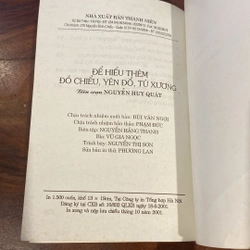 NHÀ XUẤT BẢN THANH NIÊN
ĐỂ HIỂU THÊM
ĐỒ CHIỂU, YÊN ĐỔ, TÚ XƯƠNG
Biên soạn NGUYỄN HUY QUÁT
Chịu trách nhiệm xuất bản: BÙI VĂN NGỢI
Chịu trách nhiệm bản thảo: PHẠM ĐỨC
Biên tập: NGUYỄN HẰNG THANH
Bìa: VŨ GIA NGỌC
Trình bày: NGUYỄN THỊ SƠN
Sửa bản in thử: PHƯƠNG LAN
In 1.500 cuốn, khổ 13 x 19cm, Tại Công ty in Tổng hợp Hà Nội
In xong và nộp lưu chiểu tháng 10 năm 2001.